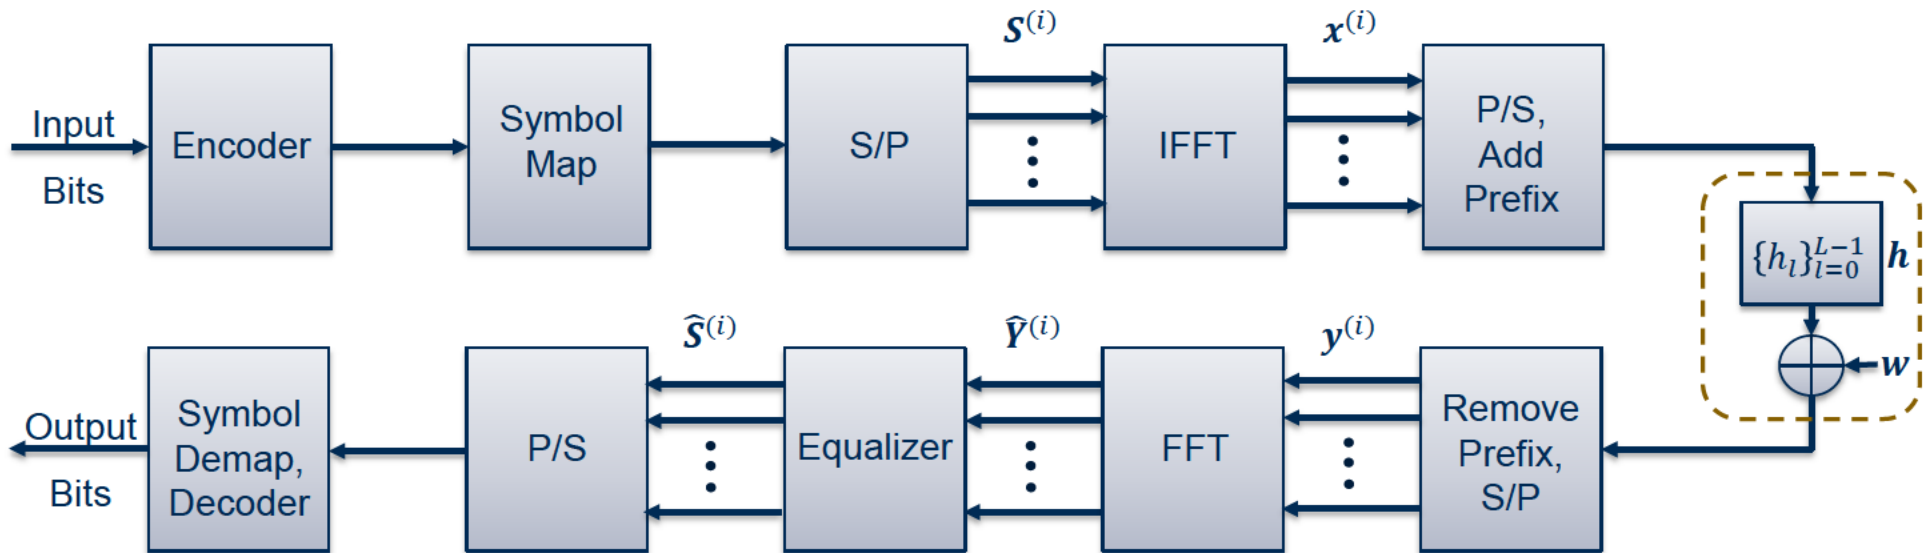 Input
Bits
Encoder
Symbol
Map
S/P
𝑺⁽ⁱ⁾
IFFT
𝒙⁽ⁱ⁾
P/S,
Add
Prefix
{h_l}_{l=0}^{L-1} 𝒉
𝒘
Remove
Prefix,
S/P
𝒚⁽ⁱ⁾
FFT
𝒀̂⁽ⁱ⁾
Equalizer
𝑺̂⁽ⁱ⁾
P/S
Symbol
Demap,
Decoder
Output
Bits